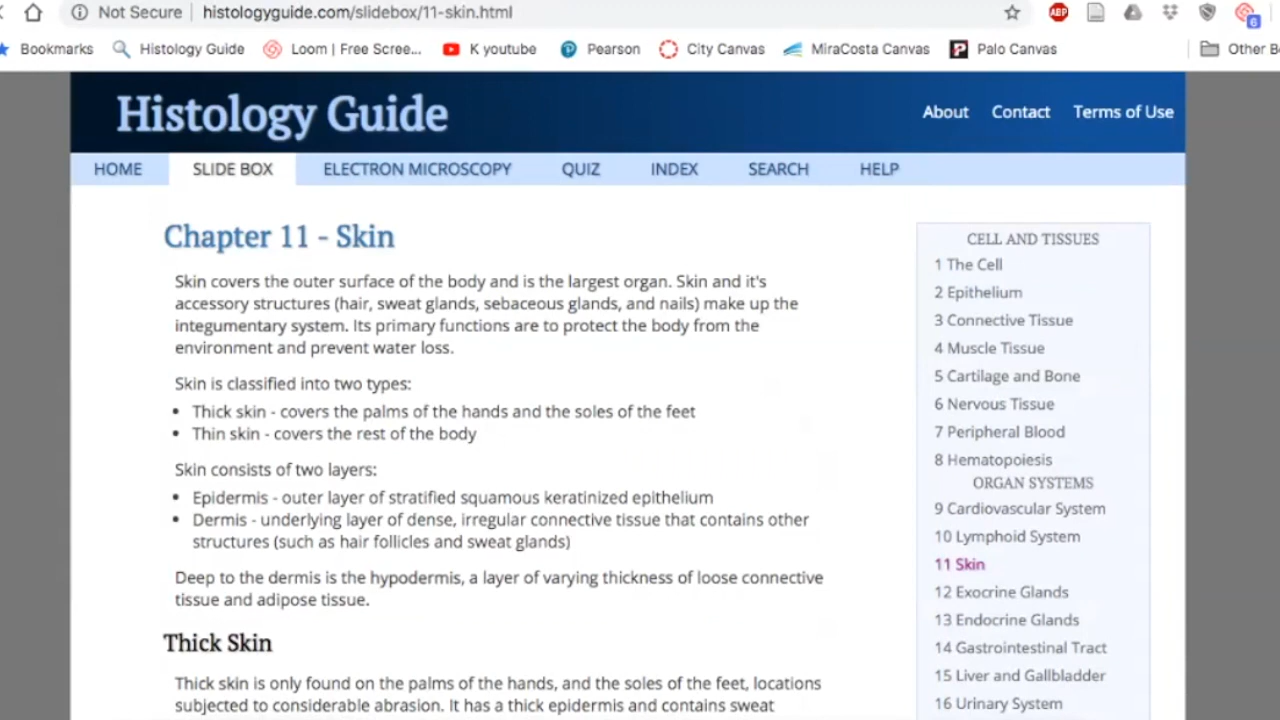 Not Secure histologyguide.com/slidebox/11-skin.html ABP 6
Bookmarks Histology Guide Loom | Free Scree... K youtube Pearson City Canvas MiraCosta Canvas Palo Canvas Other B
Histology Guide
About Contact Terms of Use
HOME SLIDE BOX ELECTRON MICROSCOPY QUIZ INDEX SEARCH HELP
Chapter 11 - Skin
Skin covers the outer surface of the body and is the largest organ. Skin and it's
accessory structures (hair, sweat glands, sebaceous glands, and nails) make up the
integumentary system. Its primary functions are to protect the body from the
environment and prevent water loss.
Skin is classified into two types:
• Thick skin - covers the palms of the hands and the soles of the feet
• Thin skin - covers the rest of the body
Skin consists of two layers:
• Epidermis - outer layer of stratified squamous keratinized epithelium
• Dermis - underlying layer of dense, irregular connective tissue that contains other
structures (such as hair follicles and sweat glands)
Deep to the dermis is the hypodermis, a layer of varying thickness of loose connective
tissue and adipose tissue.
Thick Skin
Thick skin is only found on the palms of the hands, and the soles of the feet, locations
subjected to considerable abrasion. It has a thick epidermis and contains sweat
CELL AND TISSUES
1 The Cell
2 Epithelium
3 Connective Tissue
4 Muscle Tissue
5 Cartilage and Bone
6 Nervous Tissue
7 Peripheral Blood
8 Hematopoiesis
ORGAN SYSTEMS
9 Cardiovascular System
10 Lymphoid System
11 Skin
12 Exocrine Glands
13 Endocrine Glands
14 Gastrointestinal Tract
15 Liver and Gallbladder
16 Urinary System